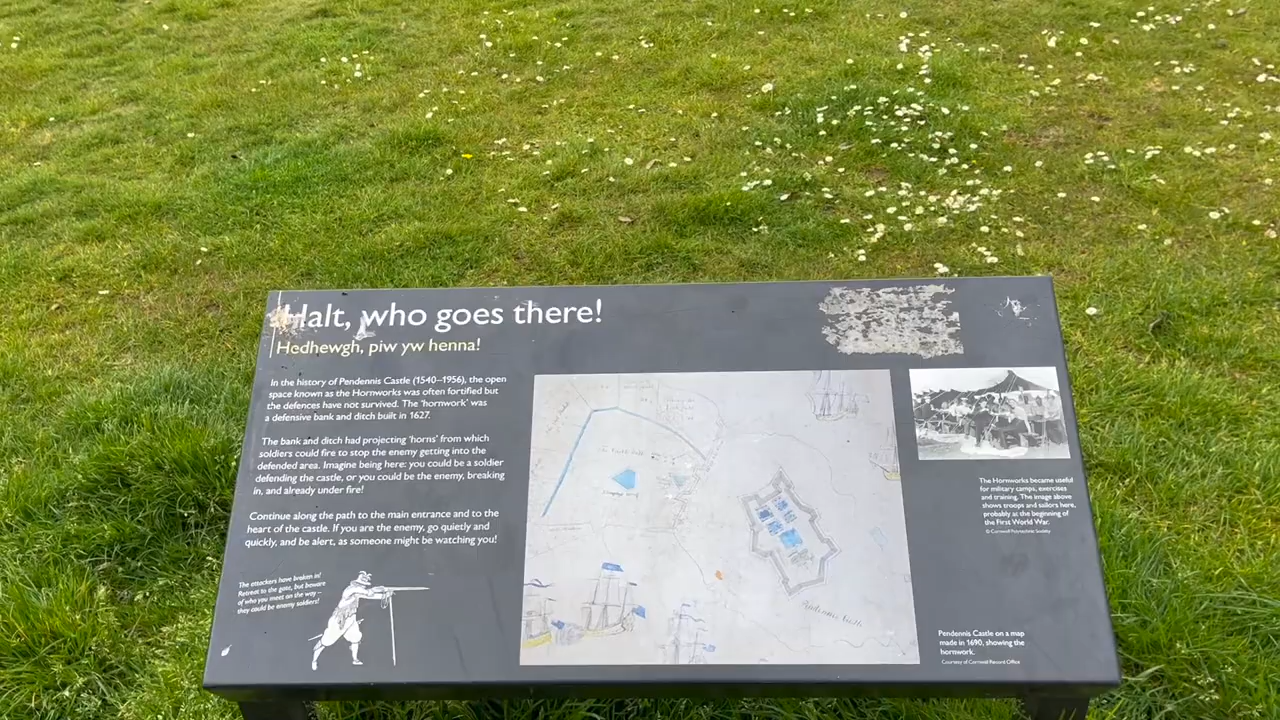 Halt, who goes there!
Hedhewgh, piw yw henna!
In the history of Pendennis Castle (1540–1956), the open
space known as the Hornworks was often fortified but
the defences have not survived. The 'hornwork' was
a defensive bank and ditch built in 1627.
The bank and ditch had projecting 'horns' from which
soldiers could fire to stop the enemy getting into the
defended area. Imagine being here: you could be a soldier
defending the castle, or you could be the enemy, breaking
in, and already under fire!
Continue along the path to the main entrance and to the
heart of the castle. If you are the enemy, go quietly and
quickly, and be alert, as someone might be watching you!
The attackers have broken in!
Retreat to the gate, but beware
of who you meet on the way –
they could be enemy soldiers!
Pendennis
The Hornworks became useful
for military camps, exercises
and training. The image above
shows troops and sailors here,
probably at the beginning of
the First World War.
© Cornwall Polytechnic Society
Pendennis Castle on a map
made in 1690, showing the
hornwork.
Courtesy of Cornwall Record Office